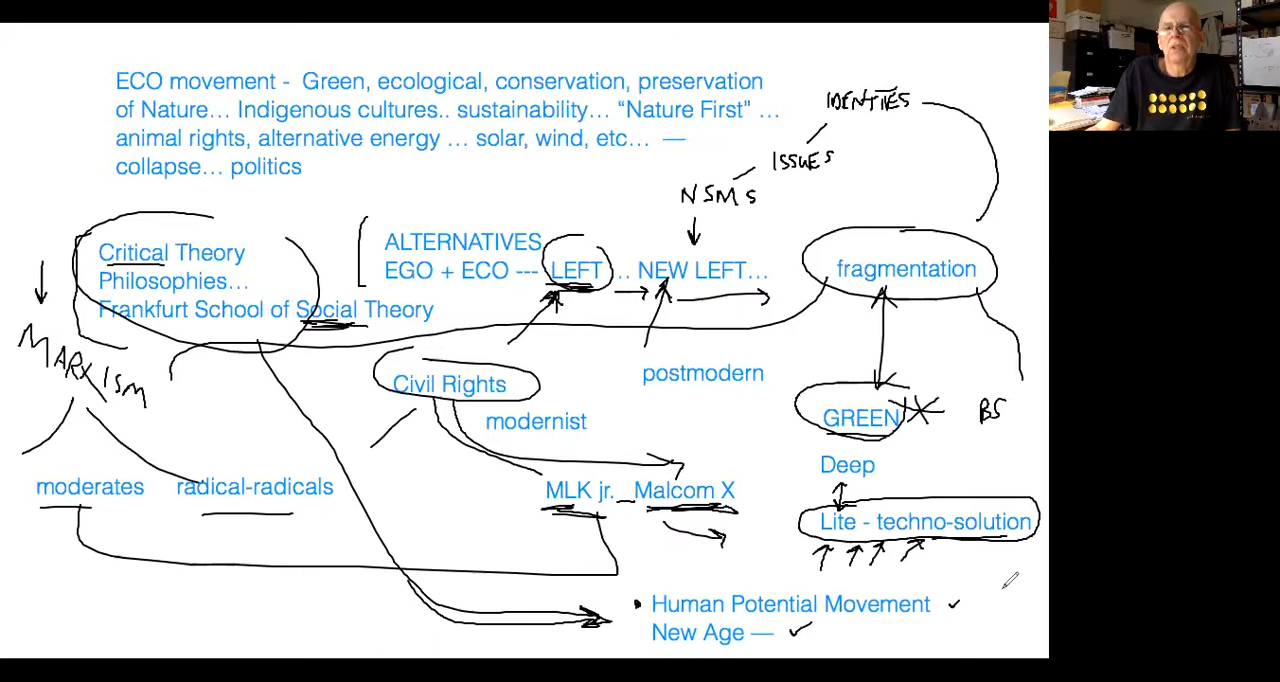 ECO movement - Green, ecological, conservation, preservation
of Nature... Indigenous cultures.. sustainability... “Nature First" ...
animal rights, alternative energy ... solar, wind, etc... —
collapse... politics
IDENTITIES
ISSUES
NSMs
Critical Theory
Philosophies...
Frankfurt School of Social Theory
ALTERNATIVES
EGO + ECO --- LEFT .. NEW LEFT...
fragmentation
MARXISM
Civil Rights
postmodern
modernist
GREEN
BS
Deep
moderates
radical-radicals
MLK jr. _ Malcom X
Lite - techno-solution
Human Potential Movement
New Age —